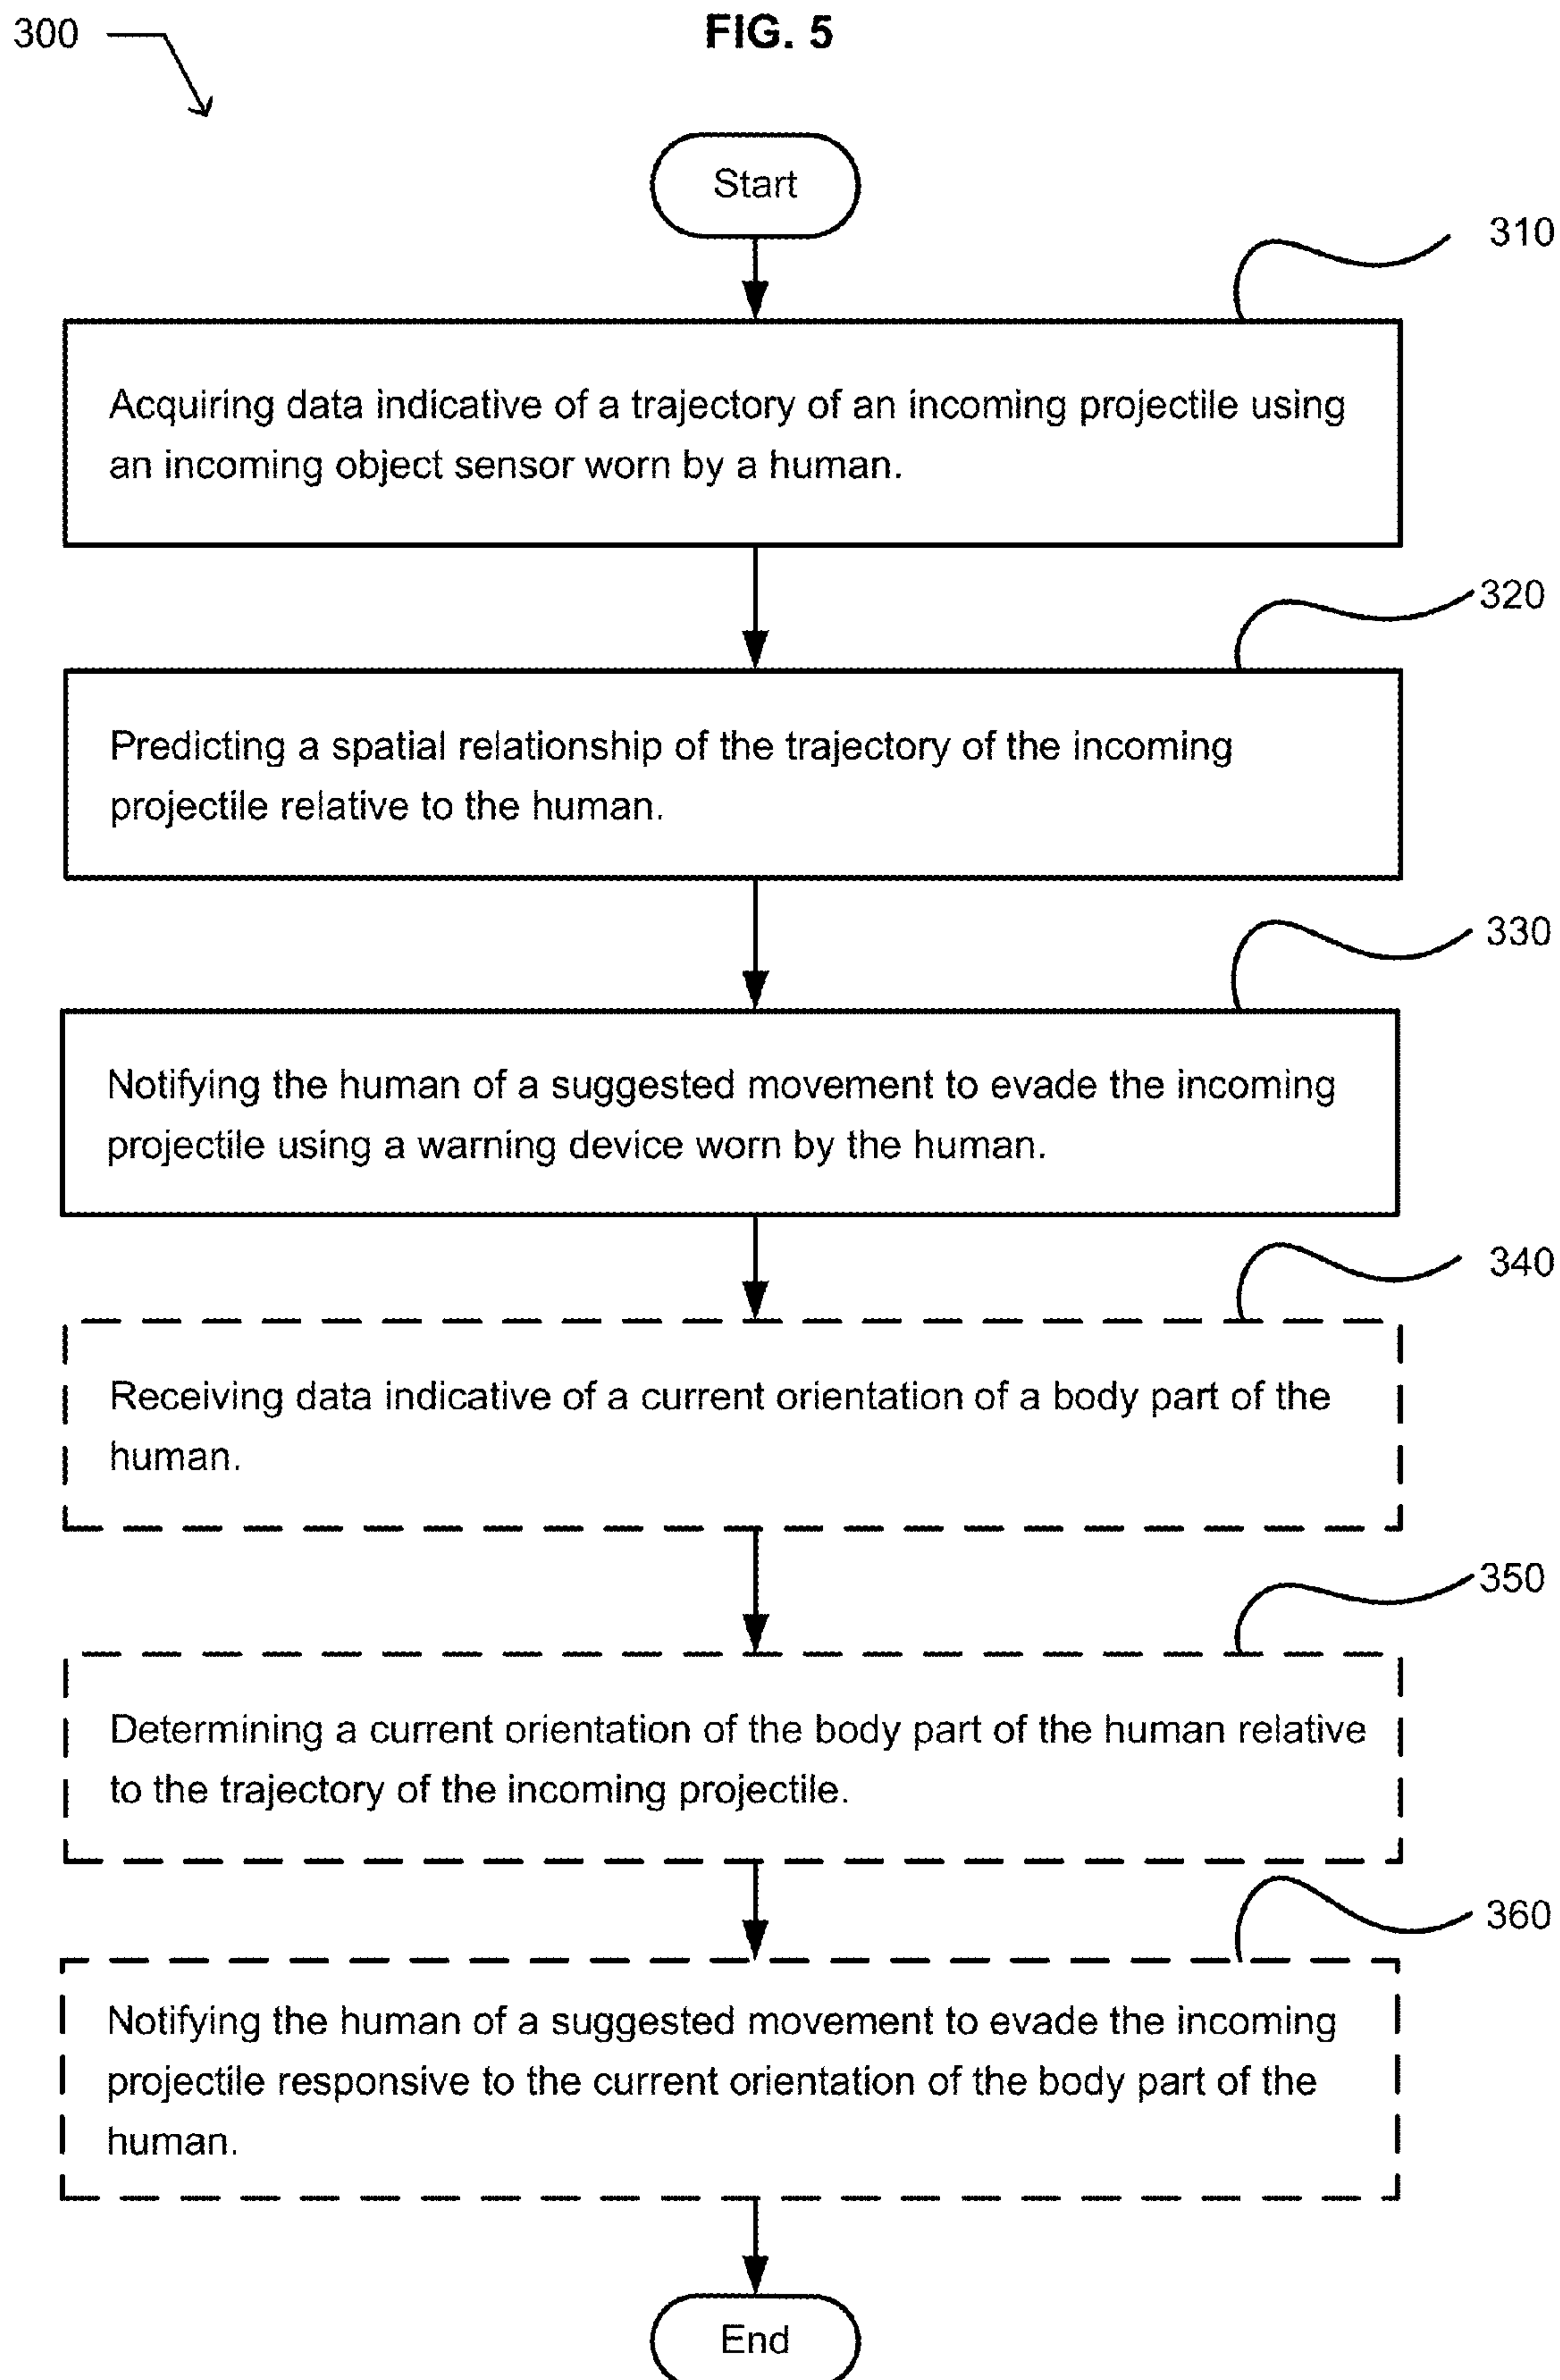 300
FIG. 5
Start
310
Acquiring data indicative of a trajectory of an incoming projectile using
an incoming object sensor worn by a human.
320
Predicting a spatial relationship of the trajectory of the incoming
projectile relative to the human.
330
Notifying the human of a suggested movement to evade the incoming
projectile using a warning device worn by the human.
340
Receiving data indicative of a current orientation of a body part of the
human.
350
Determining a current orientation of the body part of the human relative
to the trajectory of the incoming projectile.
360
Notifying the human of a suggested movement to evade the incoming
projectile responsive to the current orientation of the body part of the
human.
End